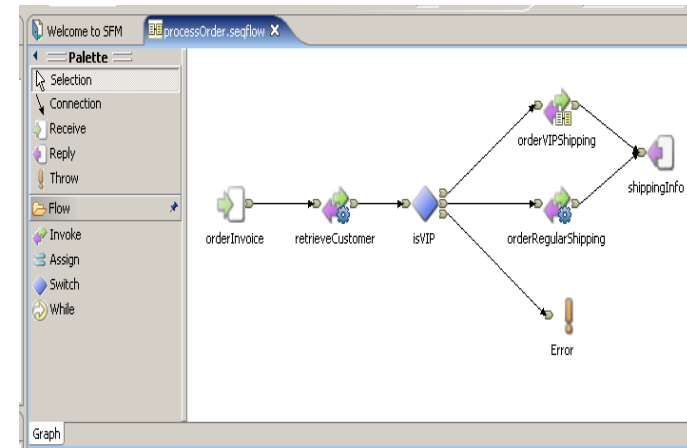 Welcome to SFM
processOrder.seqflow
Palette
Selection
Connection
Receive
Reply
Throw
Flow
Invoke
Assign
Switch
While
orderVIPShipping
shippingInfo
orderInvoice
retrieveCustomer
isVIP
orderRegularShipping
Error
Graph